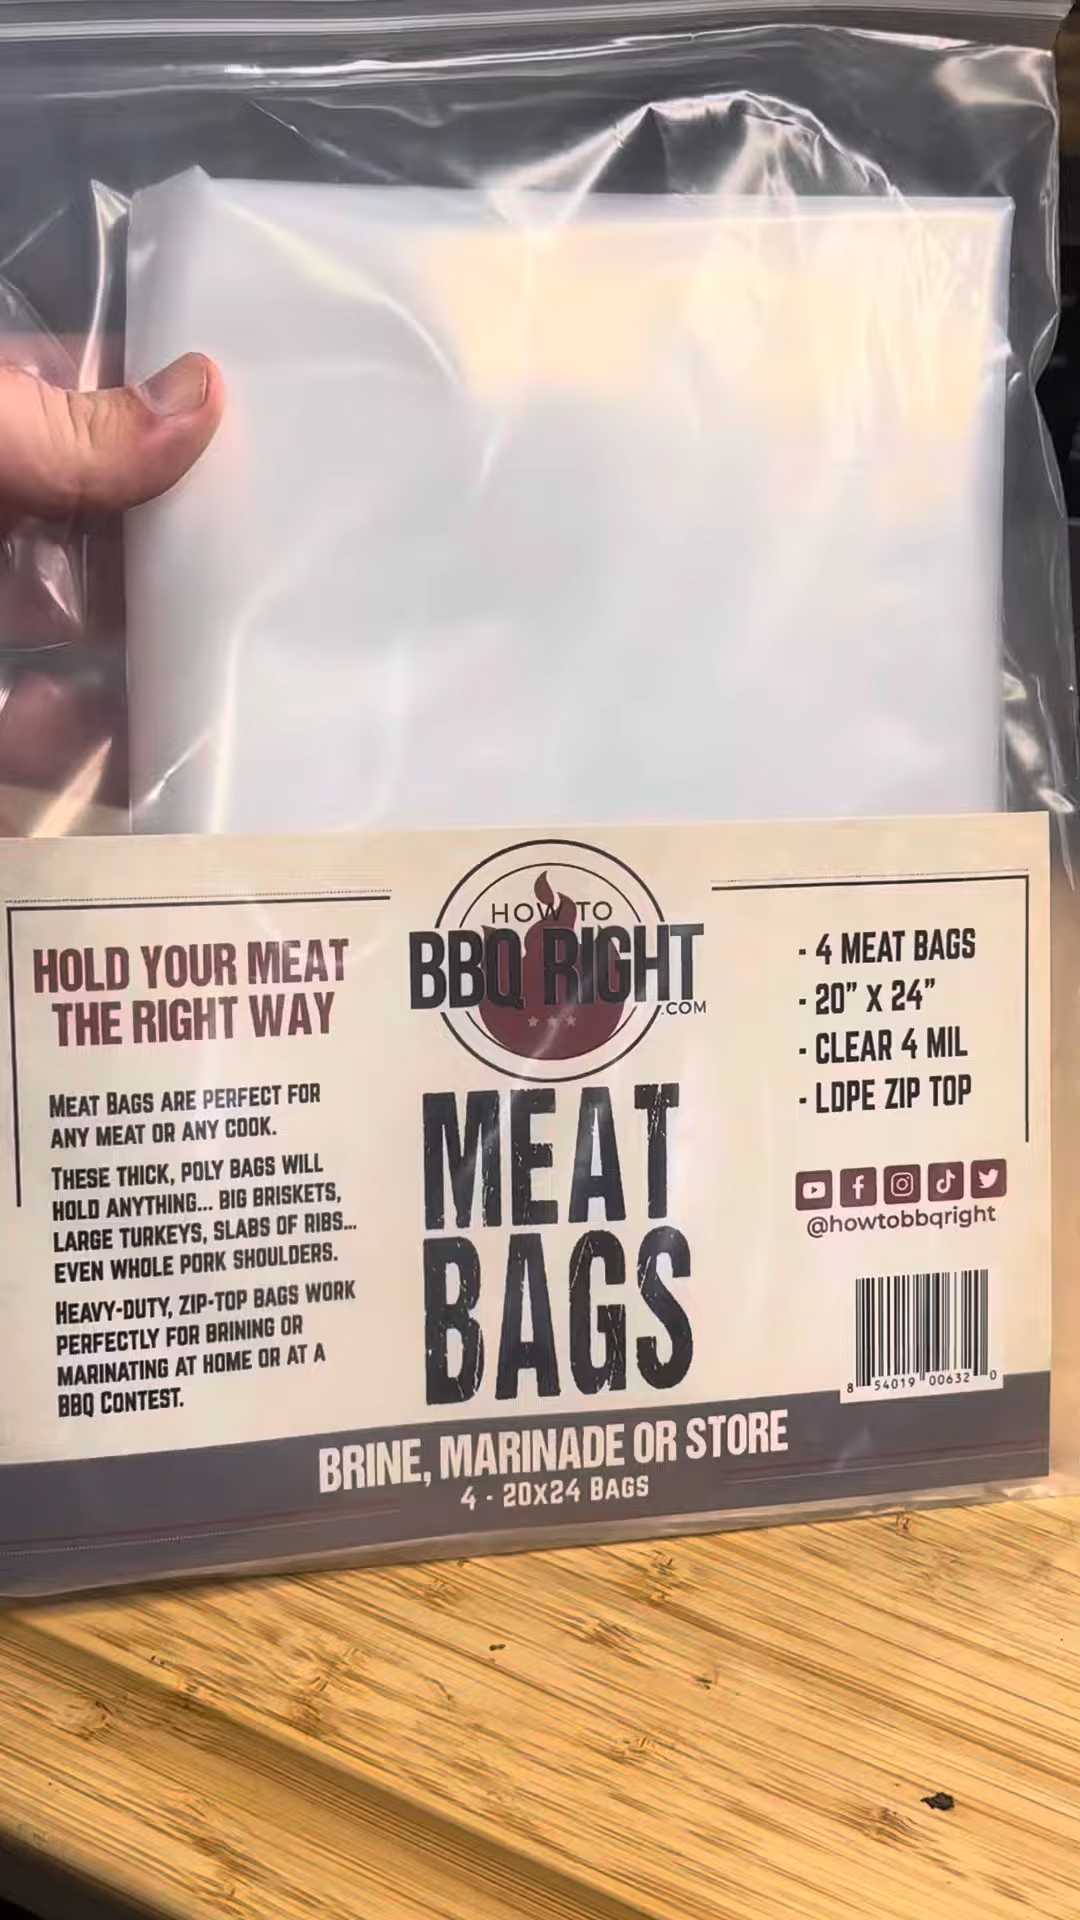 HOLD YOUR MEAT
THE RIGHT WAY
MEAT BAGS ARE PERFECT FOR
ANY MEAT OR ANY COOK.
THESE THICK, POLY BAGS WILL
HOLD ANYTHING... BIG BRISKETS,
LARGE TURKEYS, SLABS OF RIBS...
EVEN WHOLE PORK SHOULDERS.
HEAVY-DUTY, ZIP-TOP BAGS WORK
PERFECTLY FOR BRINING OR
MARINATING AT HOME OR AT A
BBQ CONTEST.
HOW TO
BBQ RIGHT
.COM
MEAT
BAGS
- 4 MEAT BAGS
- 20" X 24"
- CLEAR 4 MIL
- LDPE ZIP TOP
@howtobbqright
8 54019 00632 0
BRINE, MARINADE OR STORE
4 - 20X24 BAGS